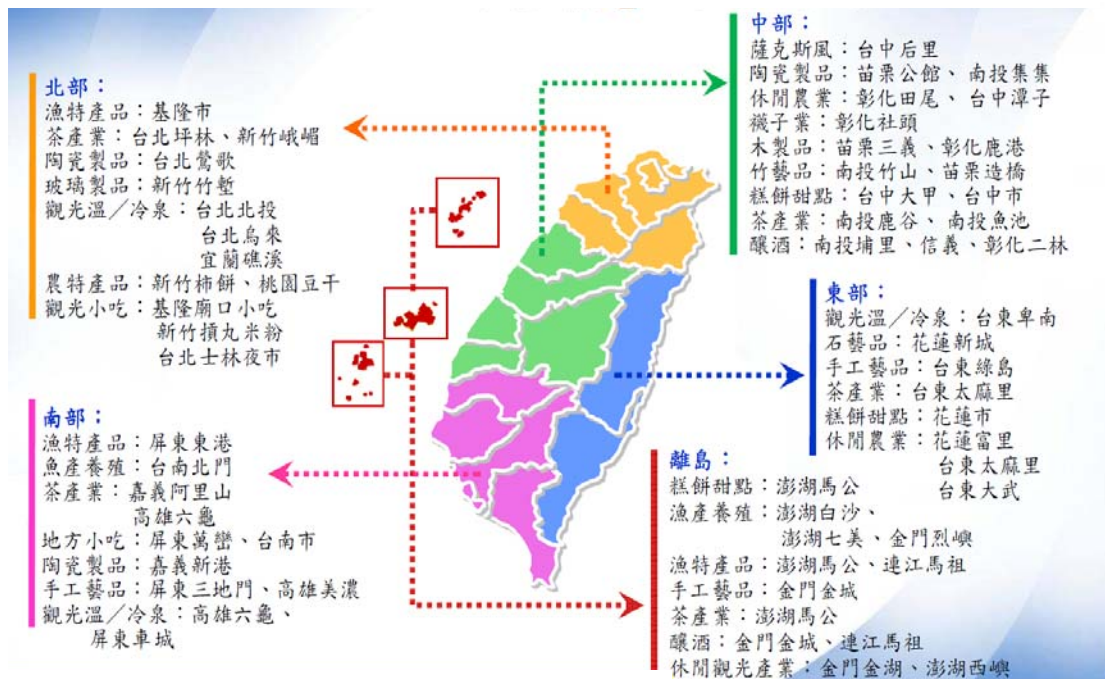 北部：
漁特產品：基隆市
茶產業：台北坪林、新竹峨嵋
陶瓷製品：台北鶯歌
玻璃製品：新竹竹塹
觀光溫／冷泉：台北北投
台北烏來
宜蘭礁溪
農特產品：新竹柿餅、桃園豆干
觀光小吃：基隆廟口小吃
新竹摃丸米粉
台北士林夜市
南部：
漁特產品：屏東東港
魚產養殖：台南北門
茶產業：嘉義阿里山
高雄六龜
地方小吃：屏東萬巒、台南市
陶瓷製品：嘉義新港
手工藝品：屏東三地門、高雄美濃
觀光溫／冷泉：高雄六龜、
屏東車城
中部：
薩克斯風：台中后里
陶瓷製品：苗栗公館、南投集集
休閒農業：彰化田尾、台中潭子
襪子業：彰化社頭
木製品：苗栗三義、彰化鹿港
竹藝品：南投竹山、苗栗造橋
糕餅甜點：台中大甲、台中市
茶產業：南投鹿谷、南投魚池
釀酒：南投埔里、信義、彰化二林
東部：
觀光溫／冷泉：台東卑南
石藝品：花蓮新城
手工藝品：台東綠島
茶產業：台東太麻里
糕餅甜點：花蓮市
休閒農業：花蓮富里
台東太麻里
台東大武
離島：
糕餅甜點：澎湖馬公
漁產養殖：澎湖白沙、
澎湖七美、金門烈嶼
漁特產品：澎湖馬公、連江馬祖
手工藝品：金門金城
茶產業：澎湖馬公
釀酒：金門金城、連江馬祖
休閒觀光產業：金門金湖、澎湖西嶼